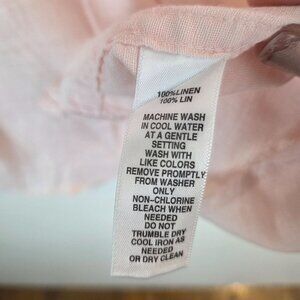 100%LINEN
100% LIN
MACHINE WASH
IN COOL WATER
AT A GENTLE
SETTING
WASH WITH
LIKE COLORS
REMOVE PROMPTLY
FROM WASHER
ONLY
NON-CHLORINE
BLEACH WHEN
NEEDED
DO NOT
TRUMBLE DRY
COOL IRON AS
NEEDED
OR DRY CLEAN